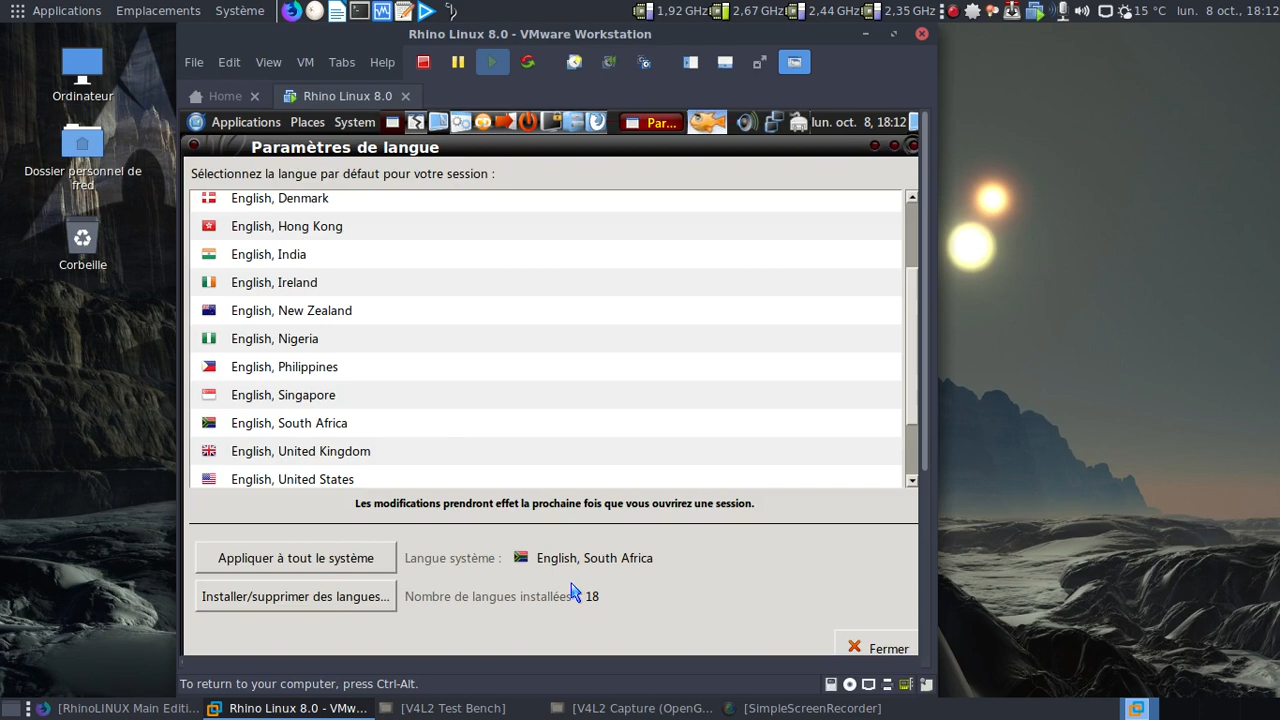 Applications Emplacements Système 1,92 GHz 2,67 GHz 2,44 GHz 2,35 GHz 15 °C lun. 8 oct., 18:12
Ordinateur
Dossier personnel de fred
Corbeille
Rhino Linux 8.0 - VMware Workstation
File Edit View VM Tabs Help
Home Rhino Linux 8.0
Applications Places System Par... lun. oct. 8, 18:12
Paramètres de langue
Sélectionnez la langue par défaut pour votre session :
English, Denmark
English, Hong Kong
English, India
English, Ireland
English, New Zealand
English, Nigeria
English, Philippines
English, Singapore
English, South Africa
English, United Kingdom
English, United States
Les modifications prendront effet la prochaine fois que vous ouvrirez une session.
Appliquer à tout le système Langue système : English, South Africa
Installer/supprimer des langues... Nombre de langues installées 18
Fermer
To return to your computer, press Ctrl-Alt.
[RhinoLINUX Main Editi... Rhino Linux 8.0 - VMw... [V4L2 Test Bench] [V4L2 Capture (OpenG... [SimpleScreenRecorder]